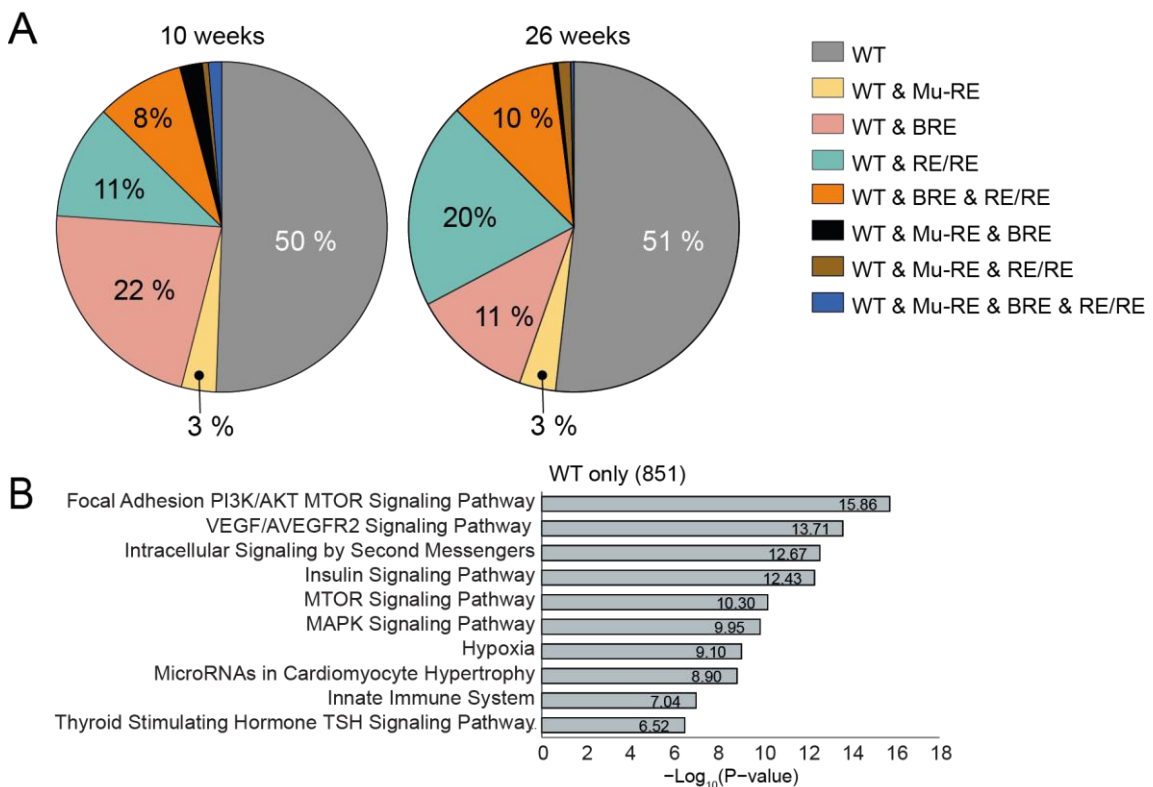 A
10 weeks
26 weeks
8%
11%
22 %
50 %
3 %
10 %
20%
11 %
51 %
3 %
WT
WT & Mu-RE
WT & BRE
WT & RE/RE
WT & BRE & RE/RE
WT & Mu-RE & BRE
WT & Mu-RE & RE/RE
WT & Mu-RE & BRE & RE/RE
B
WT only (851)
Focal Adhesion PI3K/AKT MTOR Signaling Pathway 15.86
VEGF/AVEGFR2 Signaling Pathway 13.71
Intracellular Signaling by Second Messengers 12.67
Insulin Signaling Pathway 12.43
MTOR Signaling Pathway 10.30
MAPK Signaling Pathway 9.95
Hypoxia 9.10
MicroRNAs in Cardiomyocyte Hypertrophy 8.90
Innate Immune System 7.04
Thyroid Stimulating Hormone TSH Signaling Pathway. 6.52
0 2 4 6 8 10 12 14 16 18
−Log₁₀(P−value)